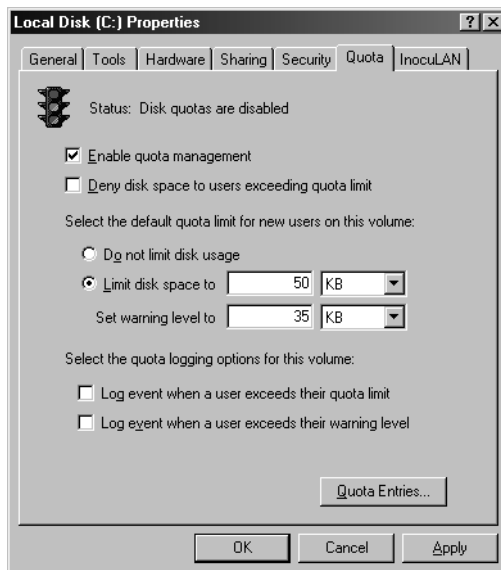 Local Disk (C:) Properties
General Tools Hardware Sharing Security Quota InocuLAN
Status: Disk quotas are disabled
Enable quota management
Deny disk space to users exceeding quota limit
Select the default quota limit for new users on this volume:
Do not limit disk usage
Limit disk space to 50 KB
Set warning level to 35 KB
Select the quota logging options for this volume:
Log event when a user exceeds their quota limit
Log event when a user exceeds their warning level
Quota Entries...
OK Cancel Apply